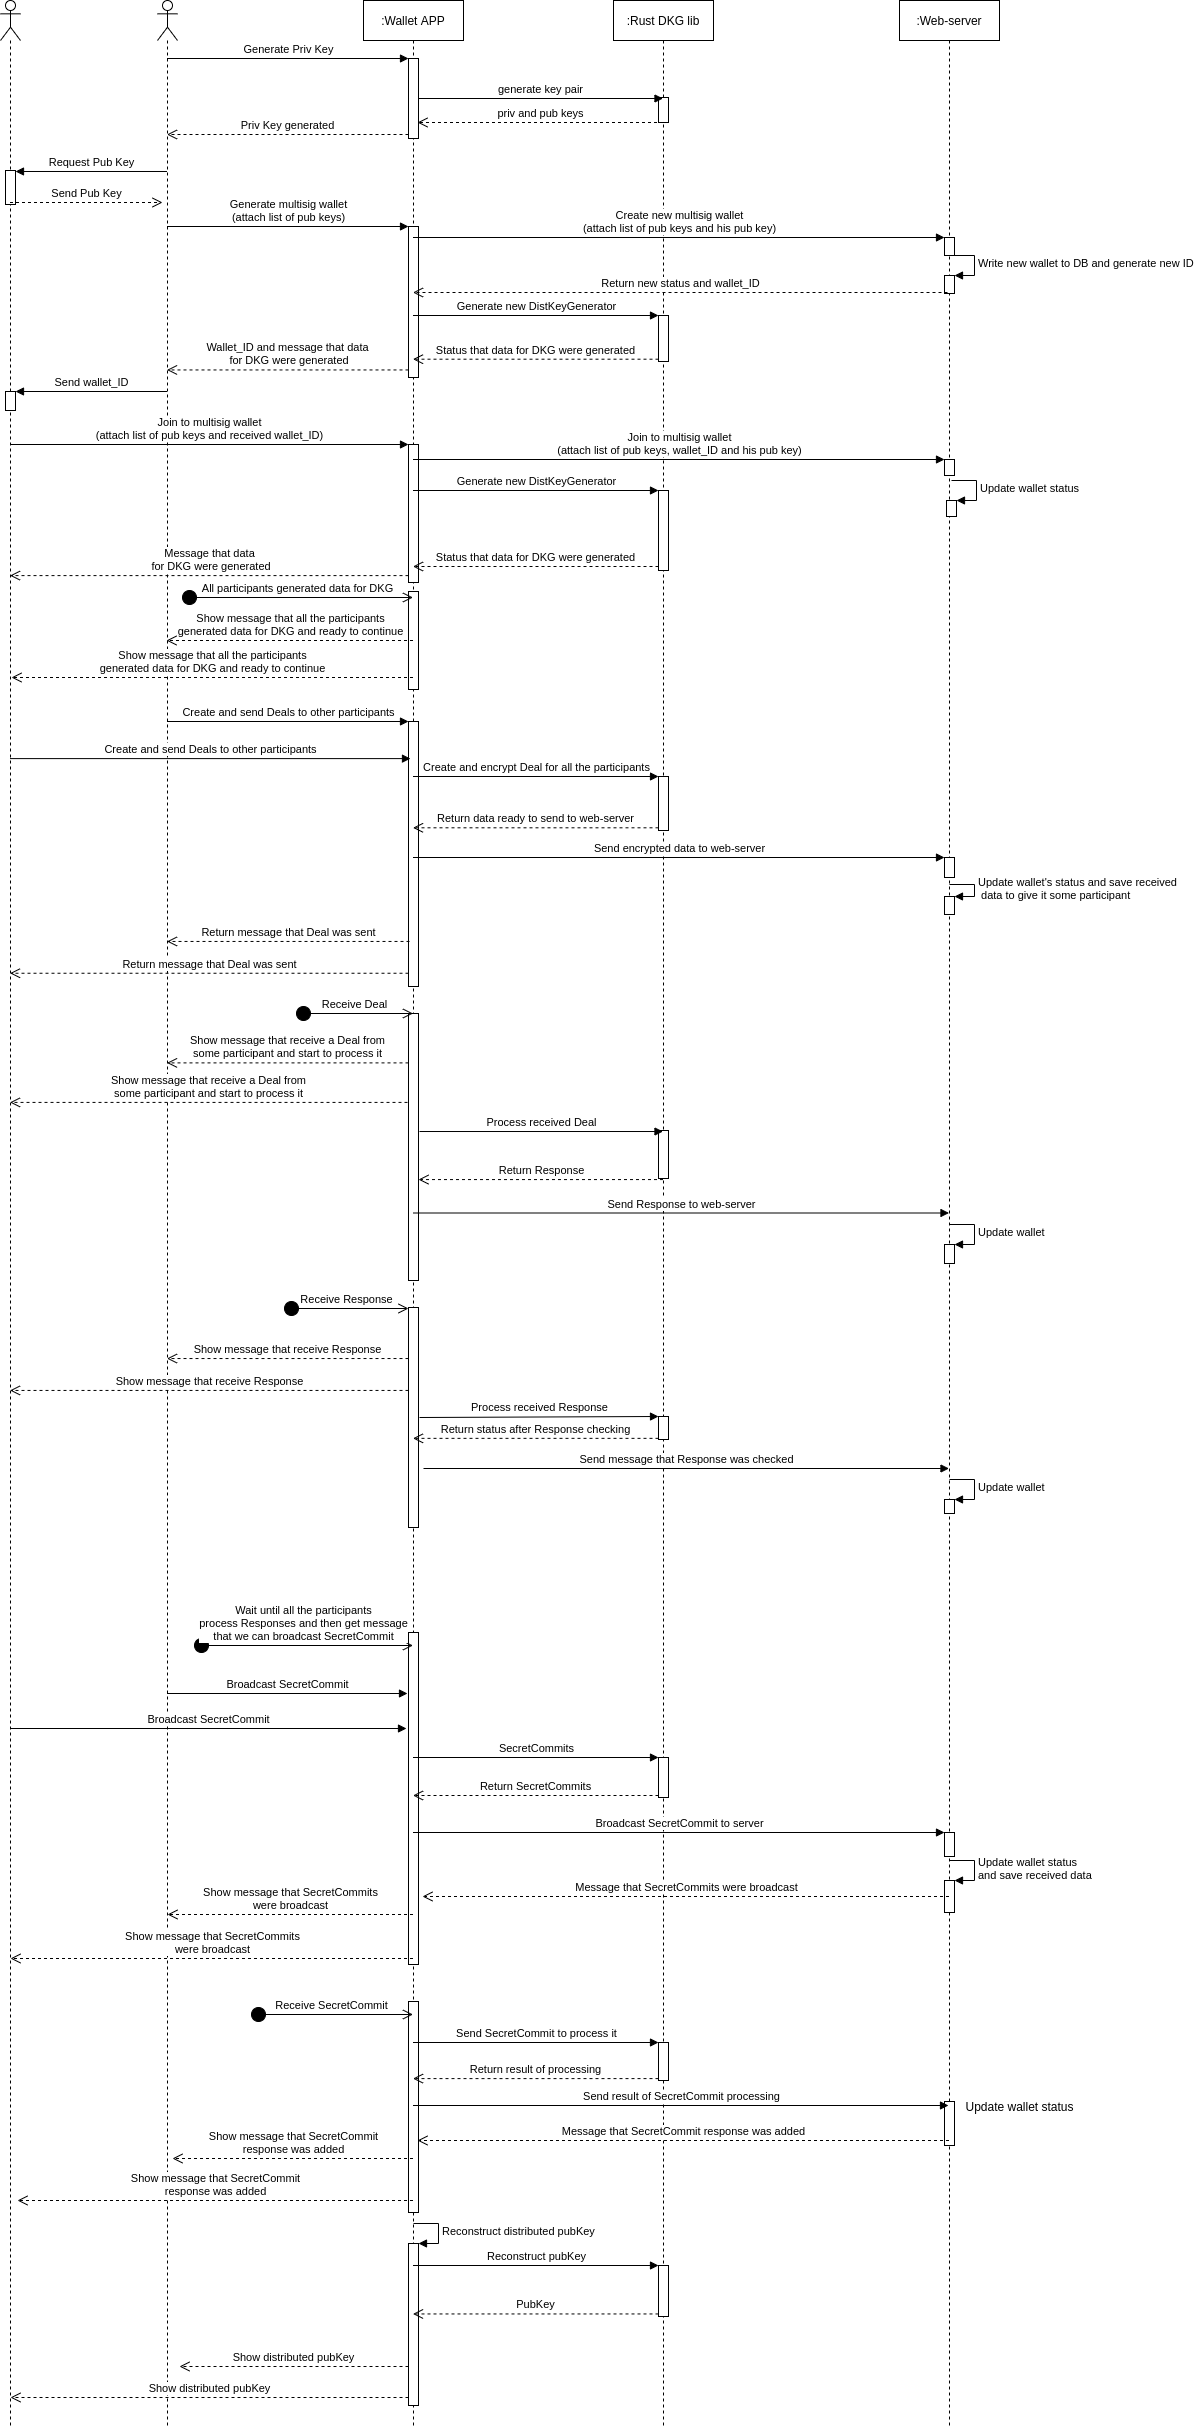 :Wallet APP
:Rust DKG lib
:Web-server
Generate Priv Key
generate key pair
priv and pub keys
Priv Key generated
Request Pub Key
Send Pub Key
Generate multisig wallet
(attach list of pub keys)
Create new multisig wallet
(attach list of pub keys and his pub key)
Write new wallet to DB and generate new ID
Return new status and wallet_ID
Generate new DistKeyGenerator
Wallet_ID and message that data
for DKG were generated
Status that data for DKG were generated
Send wallet_ID
Join to multisig wallet
(attach list of pub keys and received wallet_ID)
Join to multisig wallet
(attach list of pub keys, wallet_ID and his pub key)
Generate new DistKeyGenerator
Update wallet status
Message that data
for DKG were generated
Status that data for DKG were generated
All participants generated data for DKG
Show message that all the participants
generated data for DKG and ready to continue
Show message that all the participants
generated data for DKG and ready to continue
Create and send Deals to other participants
Create and send Deals to other participants
Create and encrypt Deal for all the participants
Return data ready to send to web-server
Send encrypted data to web-server
Update wallet's status and save received
data to give it some participant
Return message that Deal was sent
Return message that Deal was sent
Receive Deal
Show message that receive a Deal from
some participant and start to process it
Show message that receive a Deal from
some participant and start to process it
Process received Deal
Return Response
Send Response to web-server
Update wallet
Receive Response
Show message that receive Response
Show message that receive Response
Process received Response
Return status after Response checking
Send message that Response was checked
Update wallet
Wait until all the participants
process Responses and then get message
that we can broadcast SecretCommit
Broadcast SecretCommit
Broadcast SecretCommit
SecretCommits
Return SecretCommits
Broadcast SecretCommit to server
Update wallet status
and save received data
Message that SecretCommits were broadcast
Show message that SecretCommits
were broadcast
Show message that SecretCommits
were broadcast
Receive SecretCommit
Send SecretCommit to process it
Return result of processing
Send result of SecretCommit processing
Update wallet status
Message that SecretCommit response was added
Show message that SecretCommit
response was added
Show message that SecretCommit
response was added
Reconstruct distributed pubKey
Reconstruct pubKey
PubKey
Show distributed pubKey
Show distributed pubKey